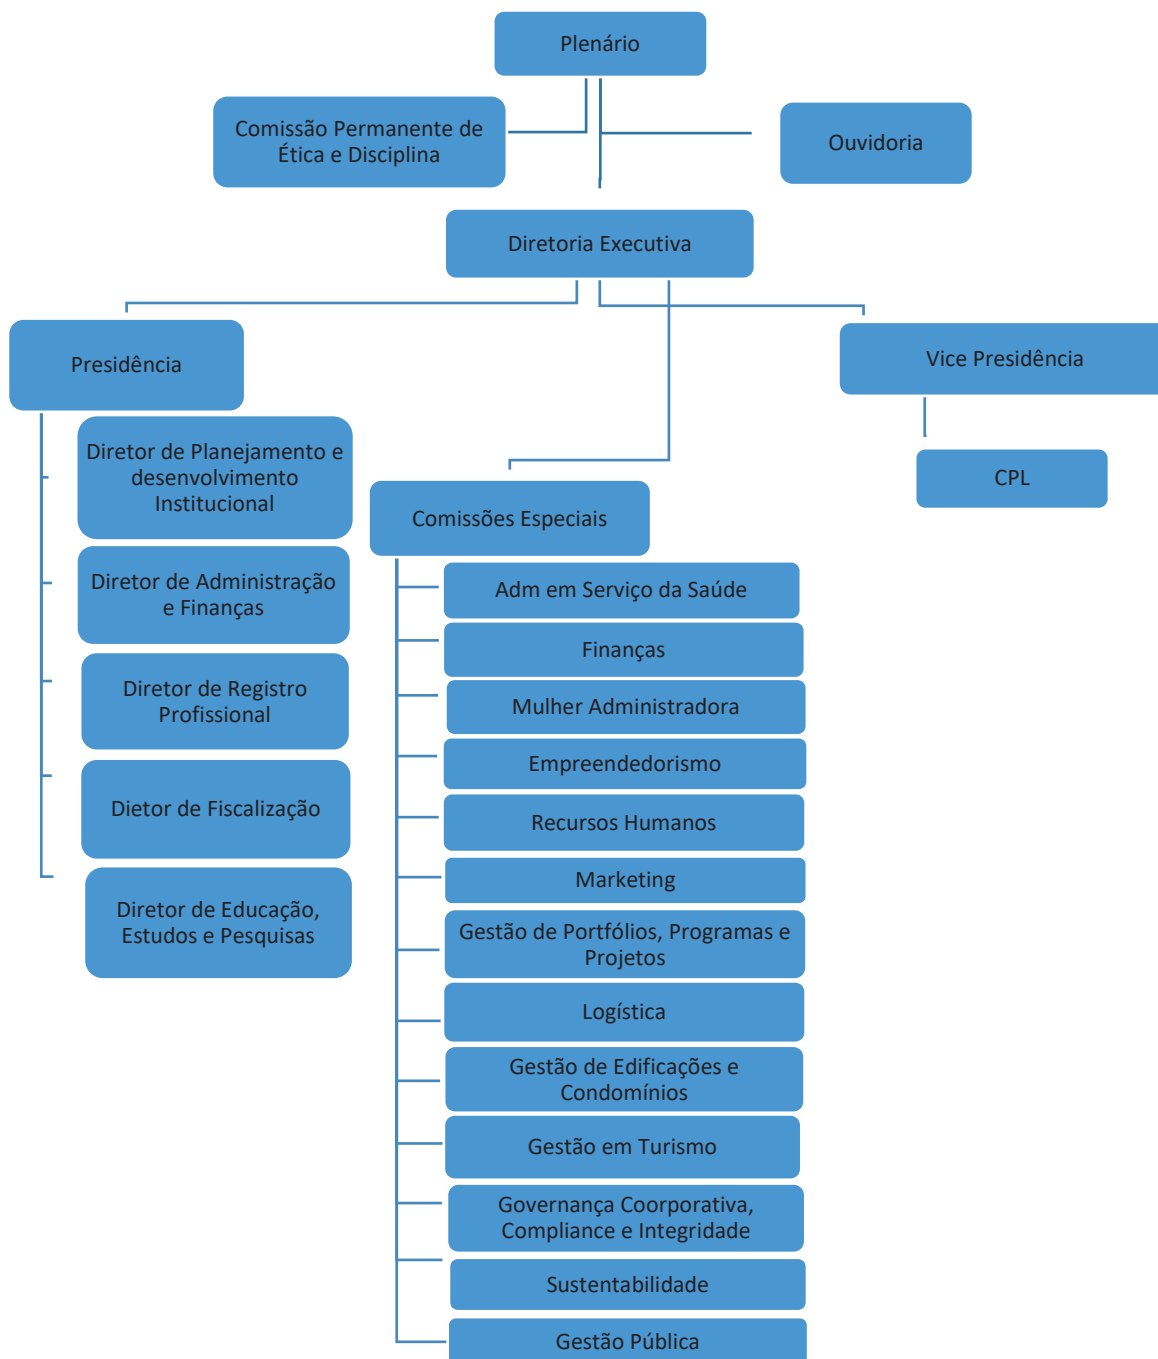 Plenário
Comissão Permanente de
Ética e Disciplina
Ouvidoria
Diretoria Executiva
Presidência
Vice Presidência
Diretor de Planejamento e
desenvolvimento
Institucional
CPL
Comissões Especiais
Diretor de Administração
e Finanças
Diretor de Registro
Profissional
Dietor de Fiscalização
Diretor de Educação,
Estudos e Pesquisas
Adm em Serviço da Saúde
Finanças
Mulher Administradora
Empreendedorismo
Recursos Humanos
Marketing
Gestão de Portfólios, Programas e
Projetos
Logística
Gestão de Edificações e
Condomínios
Gestão em Turismo
Governança Coorporativa,
Compliance e Integridade
Sustentabilidade
Gestão Pública